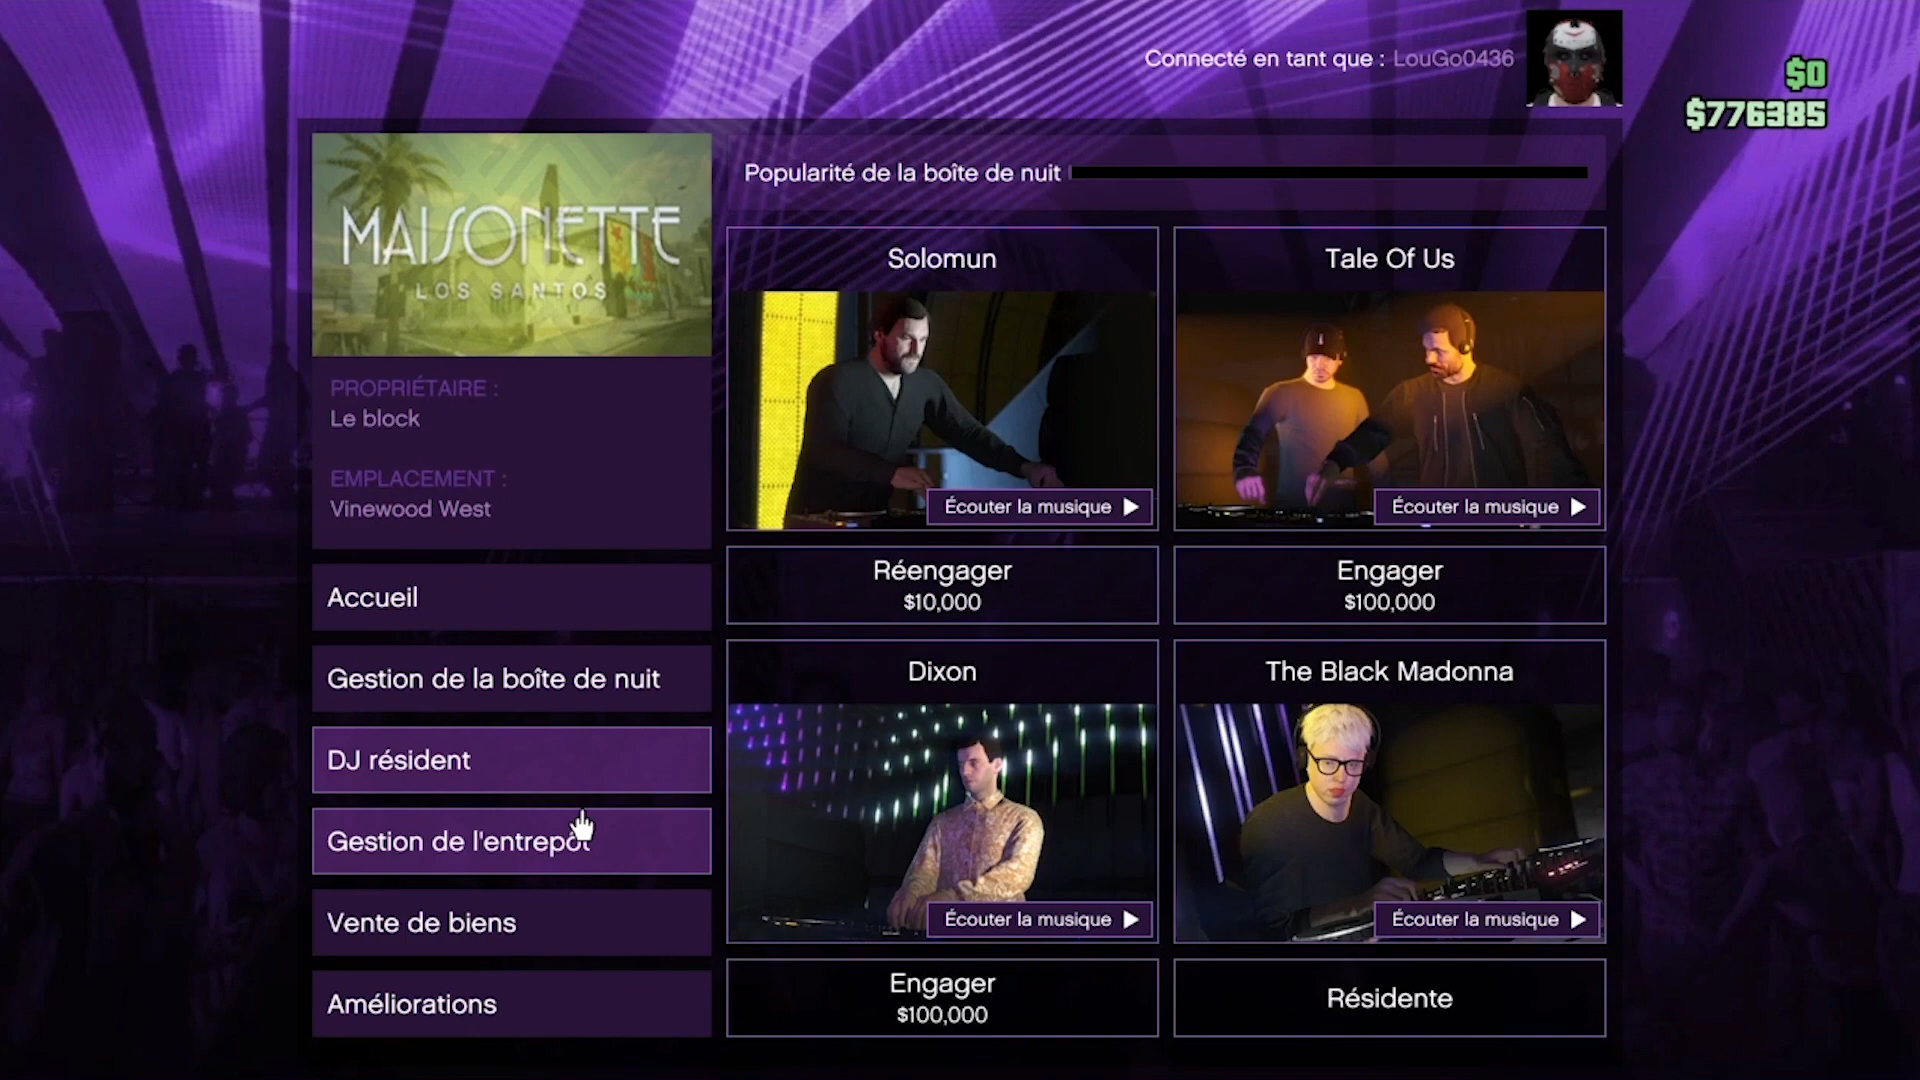 Connecté en tant que : LouGo0436
$0
$776385
MAISONETTE
LOS SANTOS
PROPRIÉTAIRE :
Le block
EMPLACEMENT :
Vinewood West
Accueil
Gestion de la boîte de nuit
DJ résident
Gestion de l'entrepôt
Vente de biens
Améliorations
Popularité de la boîte de nuit
Solomun
Écouter la musique
Réengager
$10,000
Tale Of Us
Écouter la musique
Engager
$100,000
Dixon
Écouter la musique
Engager
$100,000
The Black Madonna
Écouter la musique
Résidente